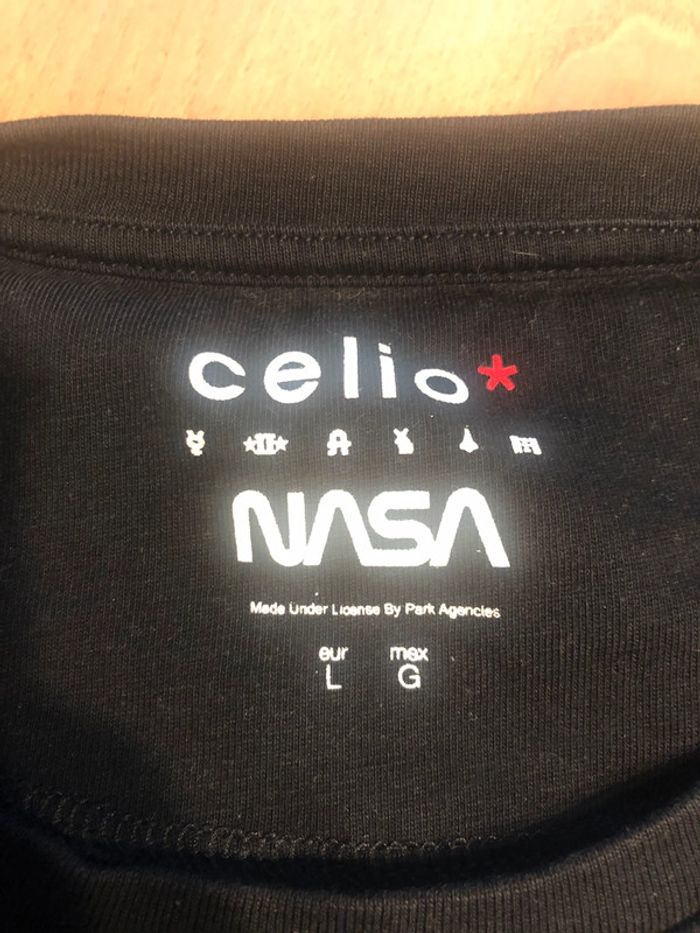 celio*
NASA
Made Under License By Park Agencies
eur mex
L G